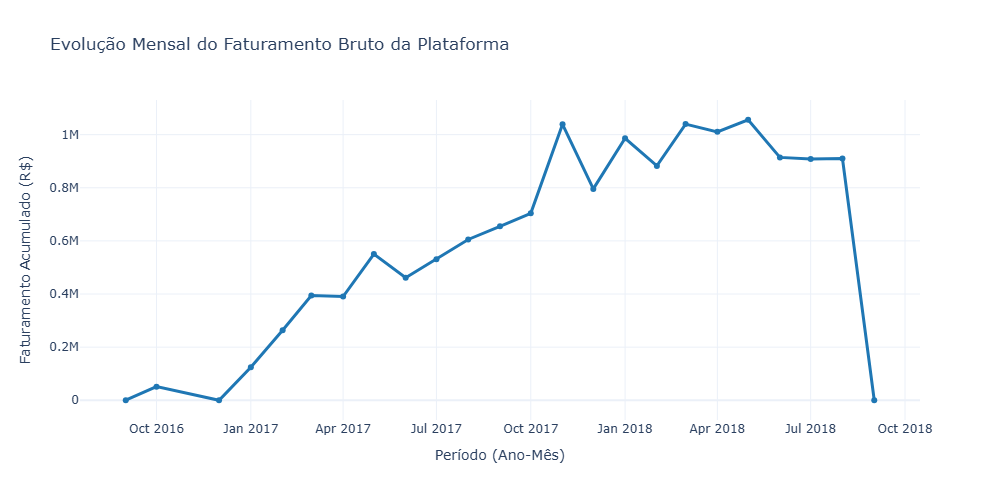 Evolução Mensal do Faturamento Bruto da Plataforma
Faturamento Acumulado (R$)
1M
0.8M
0.6M
0.4M
0.2M
0
Oct 2016 Jan 2017 Apr 2017 Jul 2017 Oct 2017 Jan 2018 Apr 2018 Jul 2018 Oct 2018
Período (Ano-Mês)